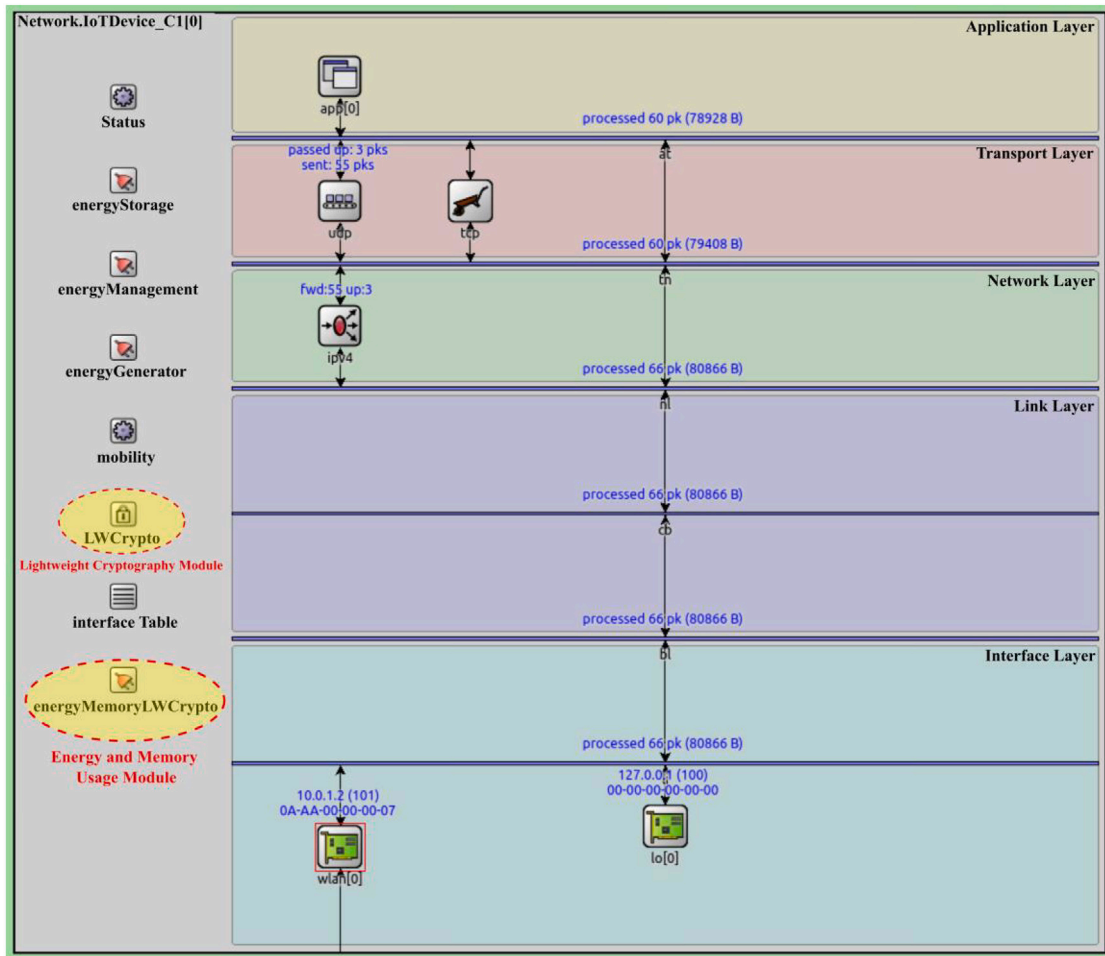 Network.IoTDevice_C1[0]
Status
energyStorage
energyManagement
energyGenerator
mobility
LWCrypto
Lightweight Cryptography Module
interface Table
energyMemoryLWCrypto
Energy and Memory
Usage Module
Application Layer
app[0]
processed 60 pk (78928 B)
at
Transport Layer
passed up: 3 pks
sent: 55 pks
udp
tcp
processed 60 pk (79408 B)
tn
Network Layer
fwd:55 up:3
ipv4
processed 66 pk (80866 B)
nl
Link Layer
processed 66 pk (80866 B)
cb
processed 66 pk (80866 B)
bl
Interface Layer
processed 66 pk (80866 B)
10.0.1.2 (101)
0A-AA-00-00-00-07
wlan[0]
127.0.0.1 (100)
00-00-00-00-00-00
lo[0]